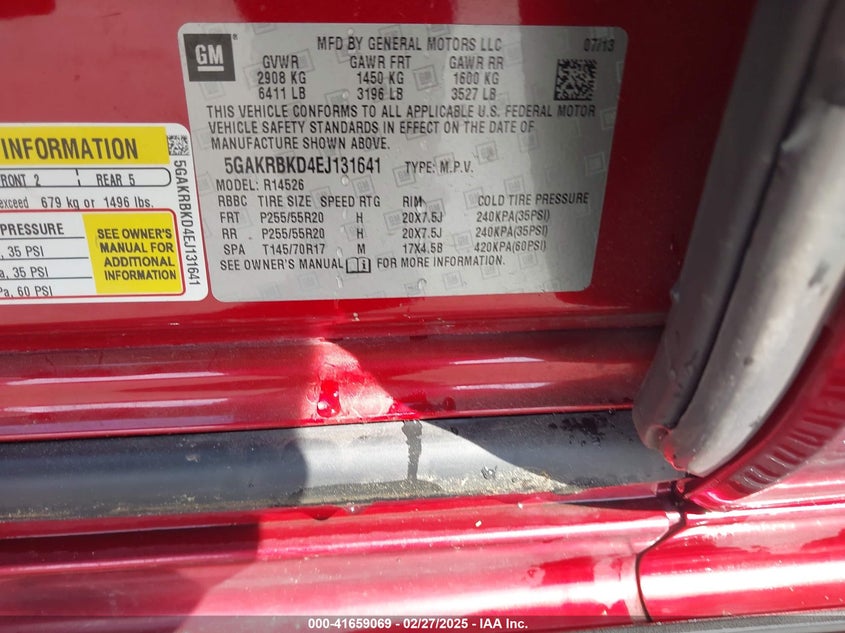 GM
MFD BY GENERAL MOTORS LLC 07/13
GVWR GAWR FRT GAWR RR
2908 KG 1450 KG 1600 KG
6411 LB 3196 LB 3527 LB
THIS VEHICLE CONFORMS TO ALL APPLICABLE U.S. FEDERAL MOTOR
VEHICLE SAFETY STANDARDS IN EFFECT ON THE DATE OF
MANUFACTURE SHOWN ABOVE.
5GAKRBKD4EJ131641 TYPE: M.P.V.
MODEL: R14526
RBBC TIRE SIZE SPEED RTG RIM COLD TIRE PRESSURE
FRT P255/55R20 H 20X7.5J 240KPA(35PSI)
RR P255/55R20 H 20X7.5J 240KPA(35PSI)
SPA T145/70R17 M 17X4.5B 420KPA(60PSI)
SEE OWNER'S MANUAL FOR MORE INFORMATION.
INFORMATION
FRONT 2 REAR 5
exceed 679 kg or 1496 lbs.
PRESSURE
, 35 PSI
a, 35 PSI
Pa, 60 PSI
SEE OWNER'S
MANUAL FOR
ADDITIONAL
INFORMATION
5GAKRBKD4EJ131641
000-41659069 - 02/27/2025 - IAA Inc.